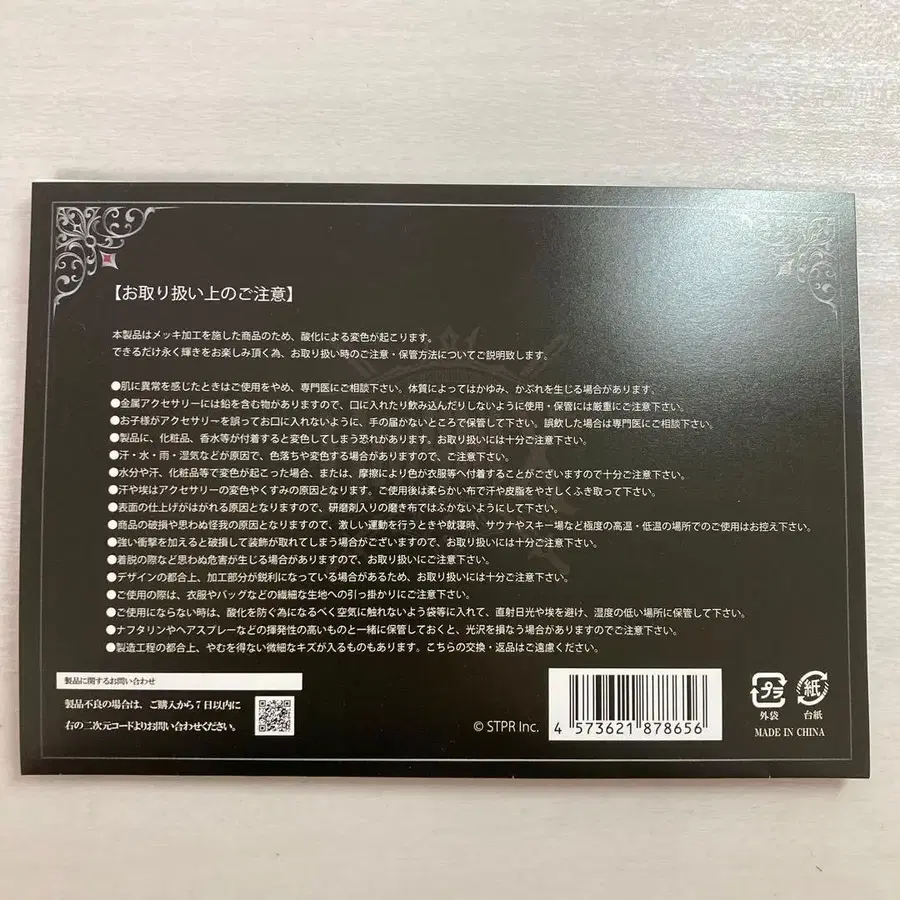 【お取り扱い上のご注意】
本製品はメッキ加工を施した商品のため、酸化による変色が起こります。
できるだけ永く輝きをお楽しみ頂く為、お取り扱い時のご注意・保管方法についてご説明致します。
●肌に異常を感じたときはご使用をやめ、専門医にご相談下さい。体質によってはかゆみ、かぶれを生じる場合があります。
●金属アクセサリーには鉛を含む物がありますので、口に入れたり飲み込んだりしないように使用・保管には厳重にご注意下さい。
●お子様がアクセサリーを誤ってお口に入れないように、手の届かないところで保管して下さい。誤飲した場合は専門医にご相談下さい。
●製品に、化粧品、香水等が付着すると変色してしまう恐れがあります。お取り扱いには十分ご注意下さい。
●汗・水・雨・湿気などが原因で、色落ちや変色する場合がありますので、ご注意下さい。
●水分や汗、化粧品等で変色が起こった場合、または、摩擦により色が衣服等へ付着することがございますので十分ご注意下さい。
●汗や埃はアクセサリーの変色やくすみの原因となります。ご使用後は柔らかい布で汗や皮脂をやさしくふき取って下さい。
●表面の仕上げがはがれる原因となりますので、研磨剤入りの磨き布ではふかないようにして下さい。
●商品の破損や思わぬ怪我の原因となりますので、激しい運動を行うときや就寝時、サウナやスキー場など極度の高温・低温の場所でのご使用はお控え下さい。
●強い衝撃を加えると破損して装飾が取れてしまう場合がございますので、お取り扱いには十分ご注意下さい。
●着脱の際など思わぬ危害が生じる場合がありますので、お取り扱いにご注意下さい。
●デザインの都合上、加工部分が鋭利になっている場合があるため、お取り扱いには十分ご注意下さい。
●ご使用の際は、衣服やバッグなどの繊細な生地への引っ掛かりにご注意下さい。
●ご使用にならない時は、酸化を防ぐ為になるべく空気に触れないよう袋等に入れて、直射日光や埃を避け、湿度の低い場所に保管して下さい。
●ナフタリンやヘアスプレーなどの揮発性の高いものと一緒に保管しておくと、光沢を損なう場合がありますのでご注意下さい。
●製造工程の都合上、やむを得ない微細なキズが入るものもあります。こちらの交換・返品はご遠慮ください。
製品に関するお問い合わせ
製品不良の場合は、ご購入から7日以内に
右の二次元コードよりお問い合わせください。
© STPR Inc.
4 573621 878656
プラ
外袋
紙
台紙
MADE IN CHINA